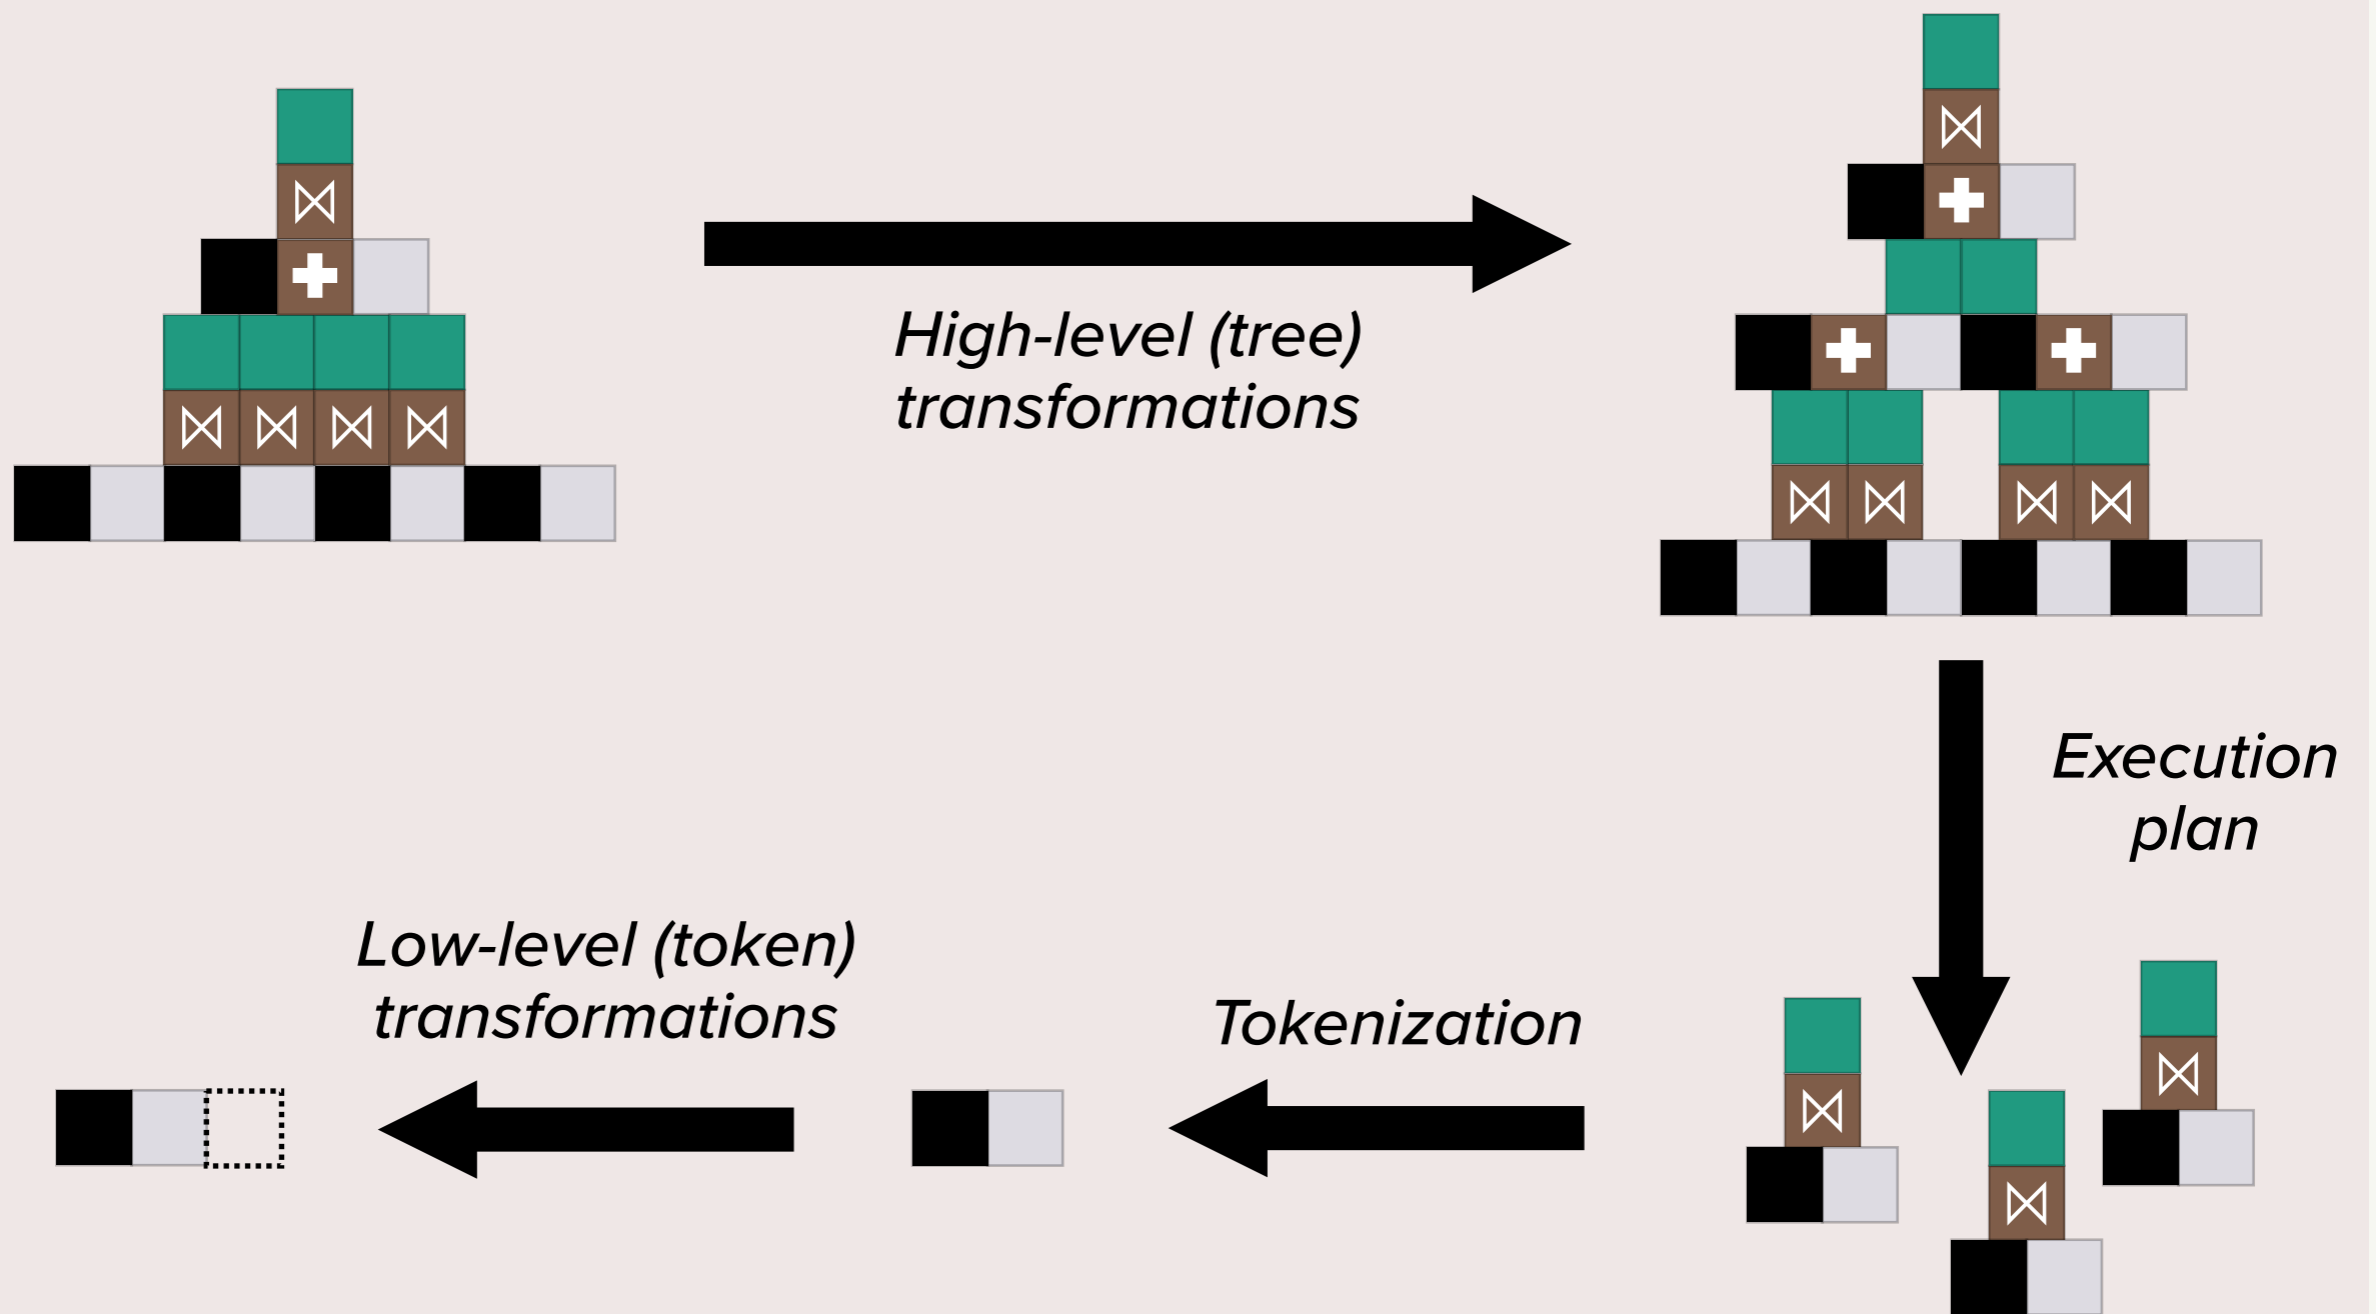 High-level (tree)
transformations
Execution
plan
Low-level (token)
transformations
Tokenization